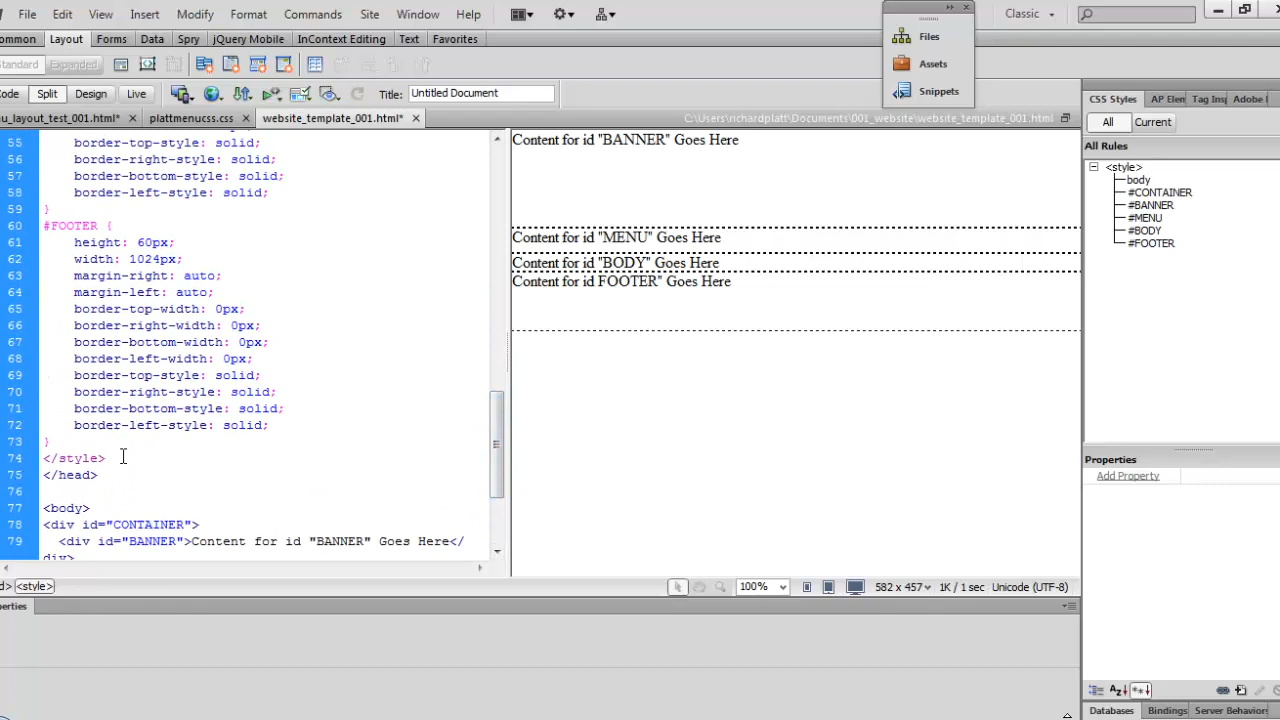 File Edit View Insert Modify Format Commands Site Window Help
Classic
Layout Forms Data Spry jQuery Mobile InContext Editing Text Favorites
Standard Expanded
Split Design Live Title: Untitled Document
Files
Assets
Snippets
plattmenucss.css website_template_001.html*
C:\Users\richardplatt\Documents\001_website\website_template_001.html
55
56 border-top-style: solid;
57 border-right-style: solid;
58 border-bottom-style: solid;
border-left-style: solid;
59 }
60 #FOOTER {
61 height: 60px;
62 width: 1024px;
63 margin-right: auto;
64 margin-left: auto;
65 border-top-width: 0px;
66 border-right-width: 0px;
67 border-bottom-width: 0px;
68 border-left-width: 0px;
69 border-top-style: solid;
70 border-right-style: solid;
71 border-bottom-style: solid;
72 border-left-style: solid;
73 }
74 </style>
75 </head>
76
77 <body>
78 <div id="CONTAINER">
79 <div id="BANNER">Content for id "BANNER" Goes Here</
div>
Content for id "BANNER" Goes Here
Content for id "MENU" Goes Here
Content for id "BODY" Goes Here
Content for id FOOTER" Goes Here
CSS Styles AP Elem Tag Insp Adobe
All Current
All Rules
<style>
body
#CONTAINER
#BANNER
#MENU
#BODY
#FOOTER
Properties
Add Property
<style>
100% 582 x 457 1K / 1 sec Unicode (UTF-8)
Databases Bindings Server Behaviors